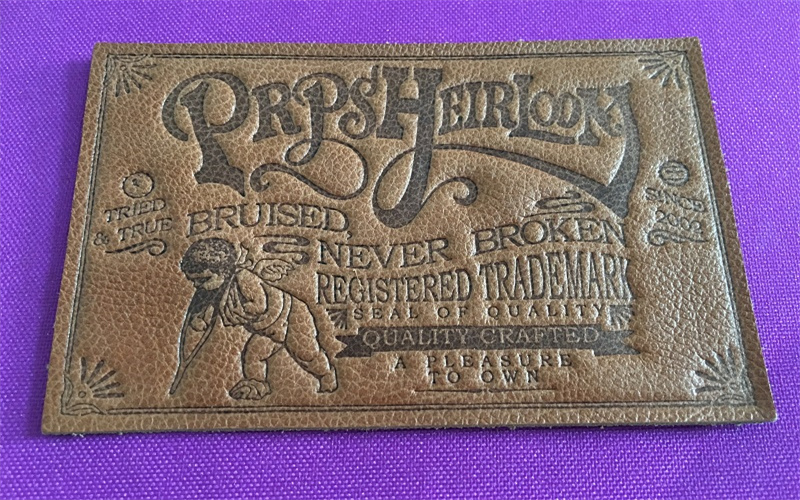 PRPS HEIRLOOM
TRIED
& TRUE
BRUISED,
NEVER BROKEN
REGISTERED TRADEMARK
SEAL OF QUALITY
QUALITY CRAFTED
A PLEASURE
TO OWN